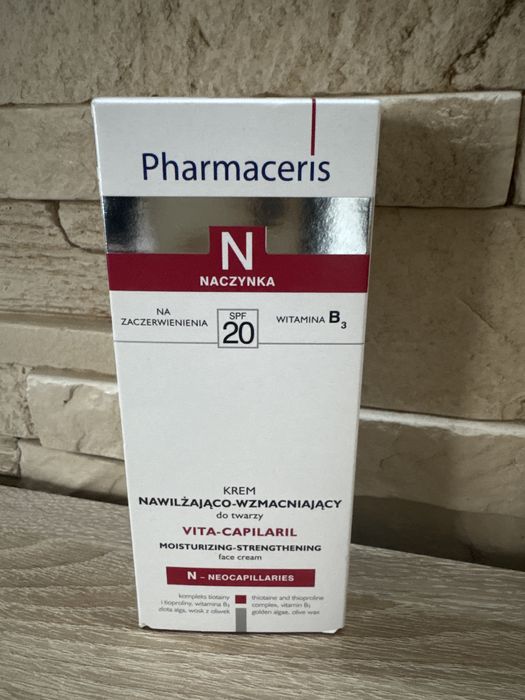 Pharmaceris
N
NACZYNKA
NA
ZACZERWIENIENIA
SPF
20
WITAMINA B3
KREM
NAWILŻAJĄCO-WZMACNIAJĄCY
do twarzy
VITA-CAPILARIL
MOISTURIZING-STRENGTHENING
face cream
N – NEOCAPILLARIES
kompleks tiotainy
i tioproliny, witamina B3
złota alga, wosk z oliwek
thiotaine and thioproline
complex, vitamin B3
golden algae, olive wax